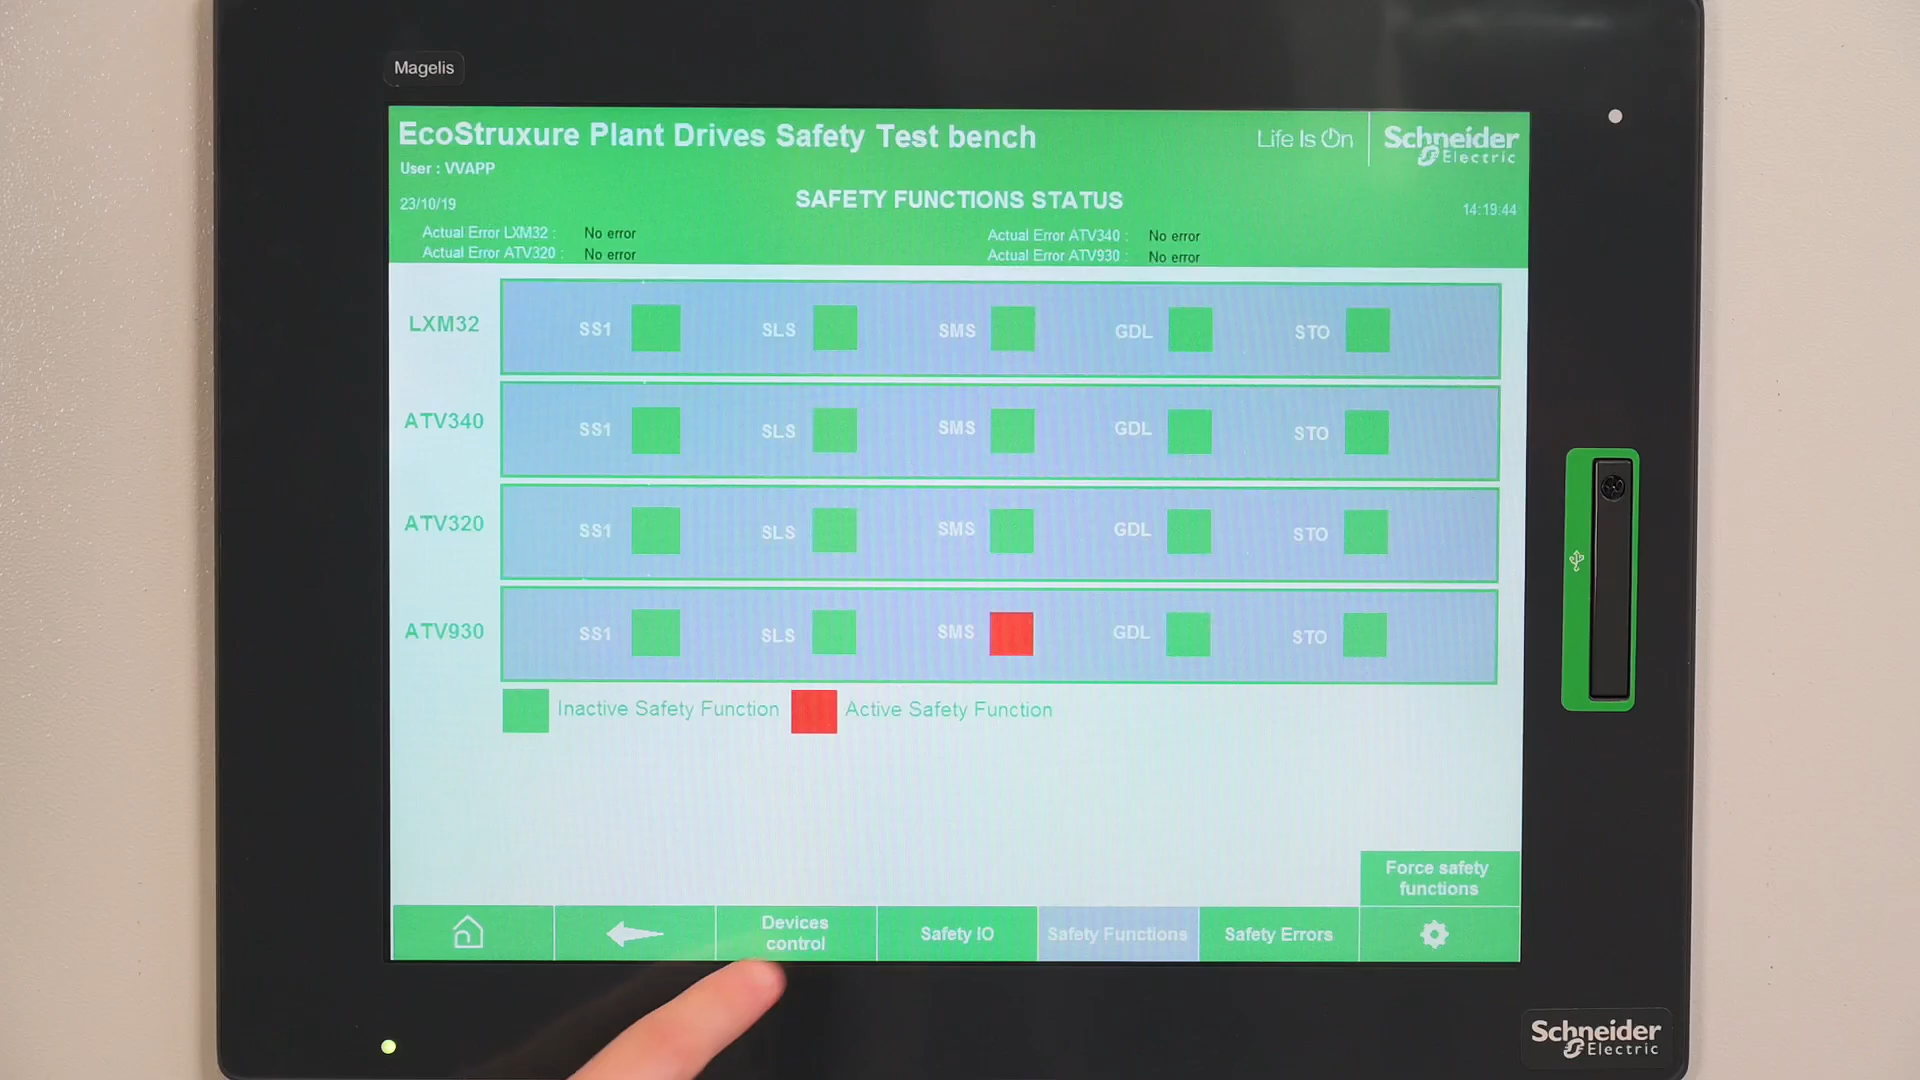 Magelis
EcoStruxure Plant Drives Safety Test bench
Life Is On
Schneider
Electric
User : VVAPP
SAFETY FUNCTIONS STATUS
23/10/19
14:19:44
Actual Error LXM32 : No error
Actual Error ATV340 : No error
Actual Error ATV320 : No error
Actual Error ATV930 : No error
LXM32 SS1 SLS SMS GDL STO
ATV340 SS1 SLS SMS GDL STO
ATV320 SS1 SLS SMS GDL STO
ATV930 SS1 SLS SMS GDL STO
Inactive Safety Function Active Safety Function
Force safety
functions
Devices
control
Safety IO
Safety Functions
Safety Errors
Schneider
Electric